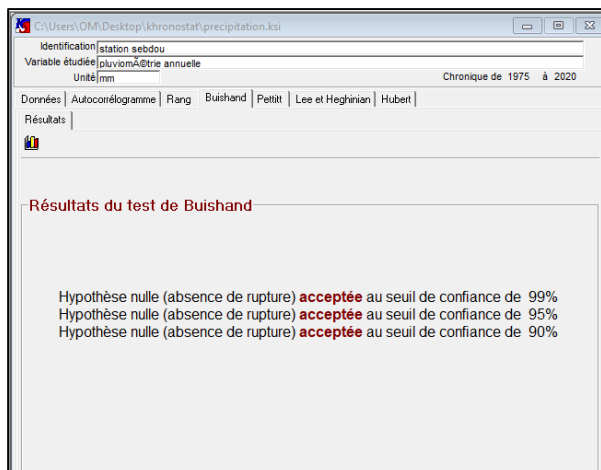 C:\Users\OM\Desktop\khronostat\precipitation.ksi
Identification station sebdou
Variable étudiée pluviomÃ©trie annuelle
Unité mm Chronique de 1975 à 2020
Données Autocorrélogramme Rang Buishand Pettitt Lee et Heghinian Hubert
Résultats
Résultats du test de Buishand
Hypothèse nulle (absence de rupture) acceptée au seuil de confiance de 99%
Hypothèse nulle (absence de rupture) acceptée au seuil de confiance de 95%
Hypothèse nulle (absence de rupture) acceptée au seuil de confiance de 90%